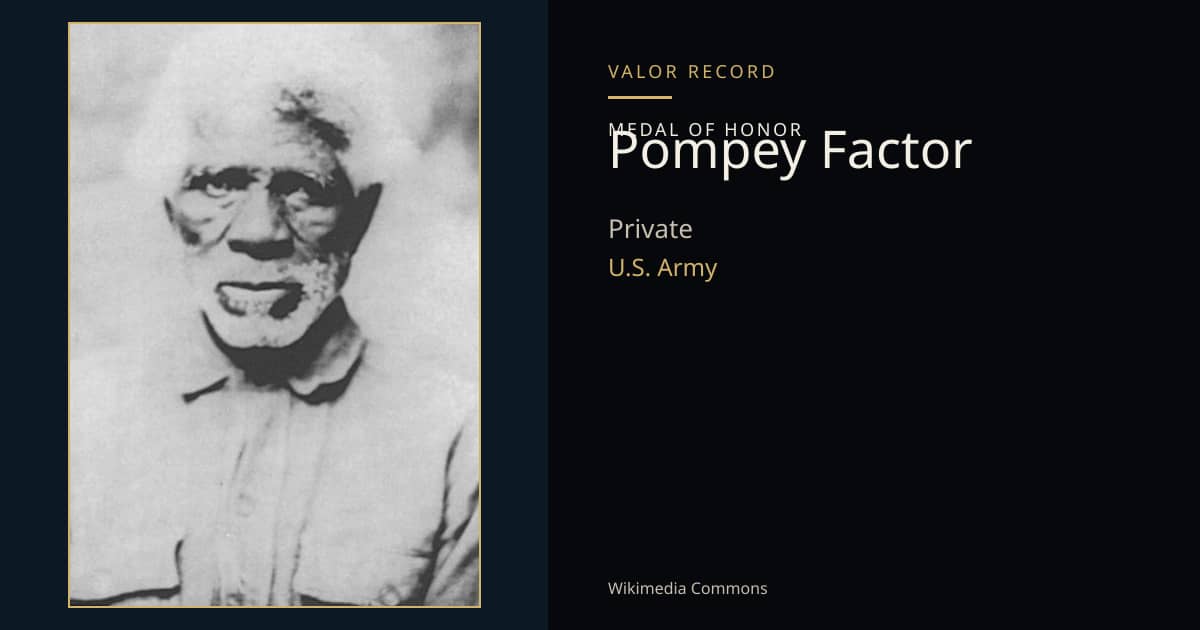 VALOR RECORD
MEDAL OF HONOR
Pompey Factor
Private
U.S. Army
Wikimedia Commons